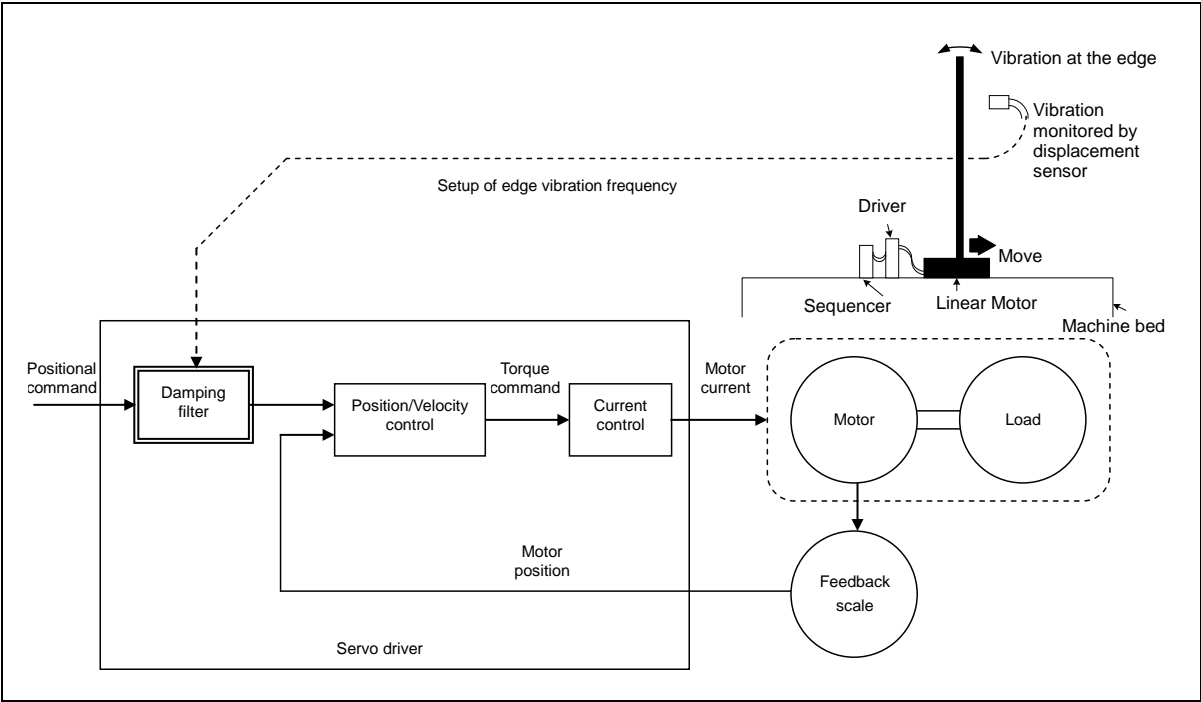 Vibration at the edge
Vibration
monitored by
displacement
sensor
Setup of edge vibration frequency
Driver
Move
Sequencer
Linear Motor
Machine bed
Positional
command
Damping
filter
Position/Velocity
control
Torque
command
Current
control
Motor
current
Motor
Load
Motor
position
Feedback
scale
Servo driver